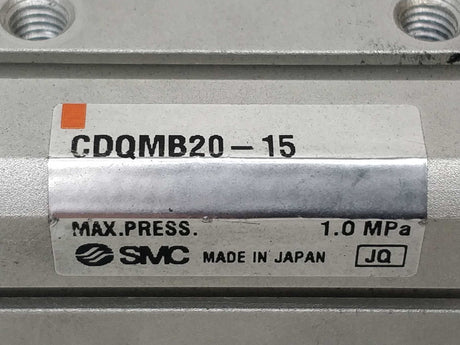 CDQMB20-15
MAX.PRESS. 1.0 MPa
SMC MADE IN JAPAN JQ